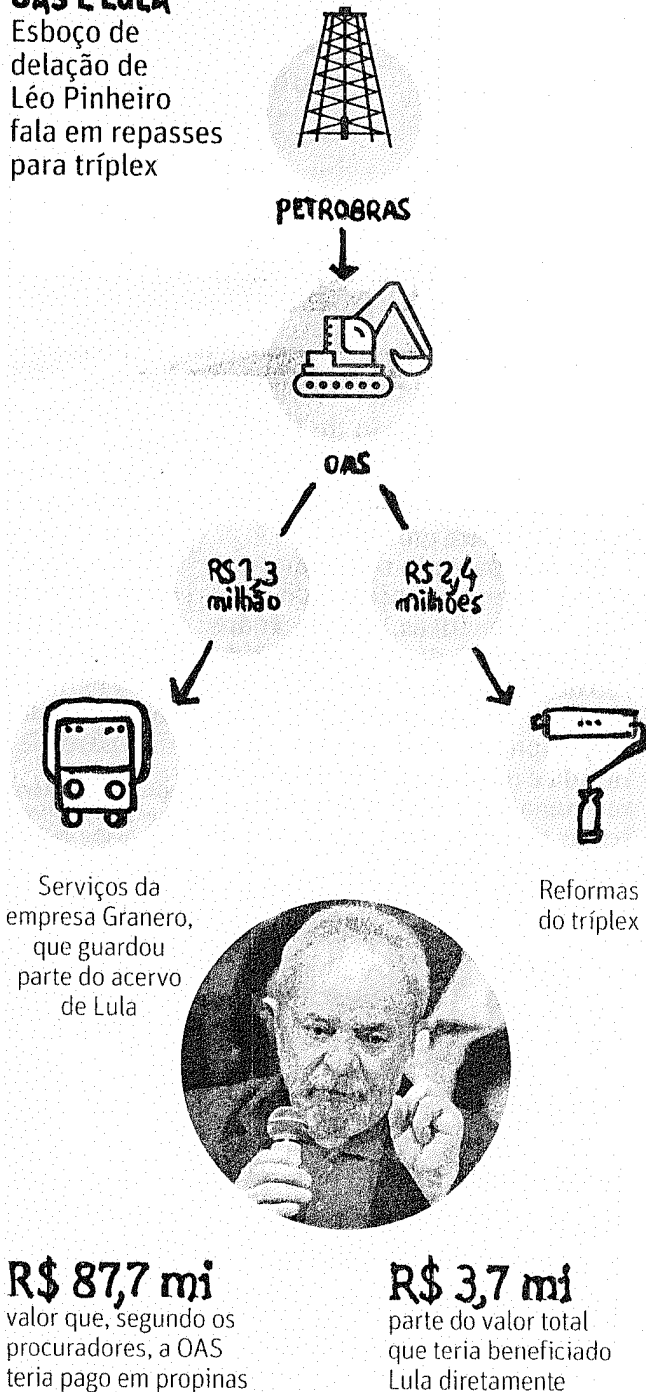 OAS E LULA
Esboço de
delação de
Léo Pinheiro
fala em repasses
para tríplex
PETROBRAS
OAS
R$ 1,3
milhão
R$ 2,4
milhões
Serviços da
empresa Granero,
que guardou
parte do acervo
de Lula
Reformas
do tríplex
R$ 87,7 mi
valor que, segundo os
procuradores, a OAS
teria pago em propinas
R$ 3,7 mi
parte do valor total
que teria beneficiado
Lula diretamente